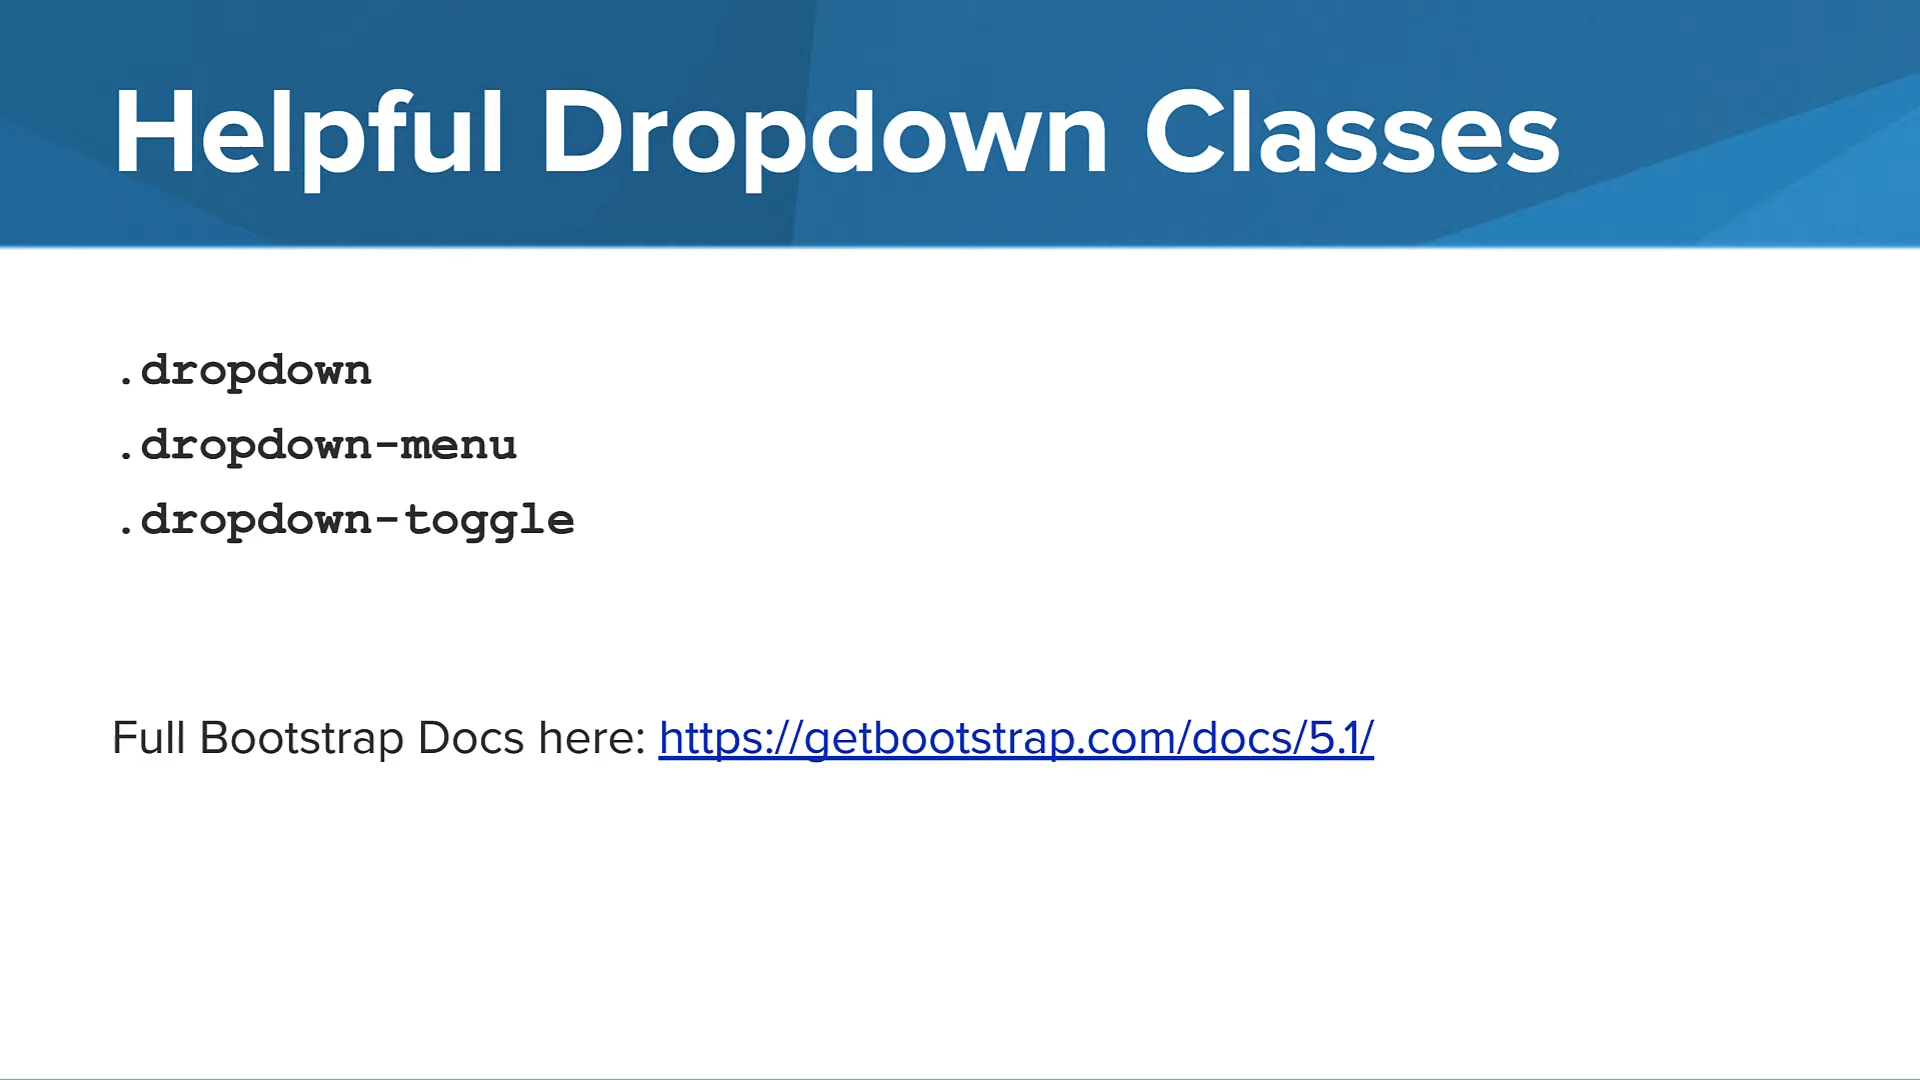 Helpful Dropdown Classes
.dropdown
.dropdown-menu
.dropdown-toggle
Full Bootstrap Docs here: https://getbootstrap.com/docs/5.1/